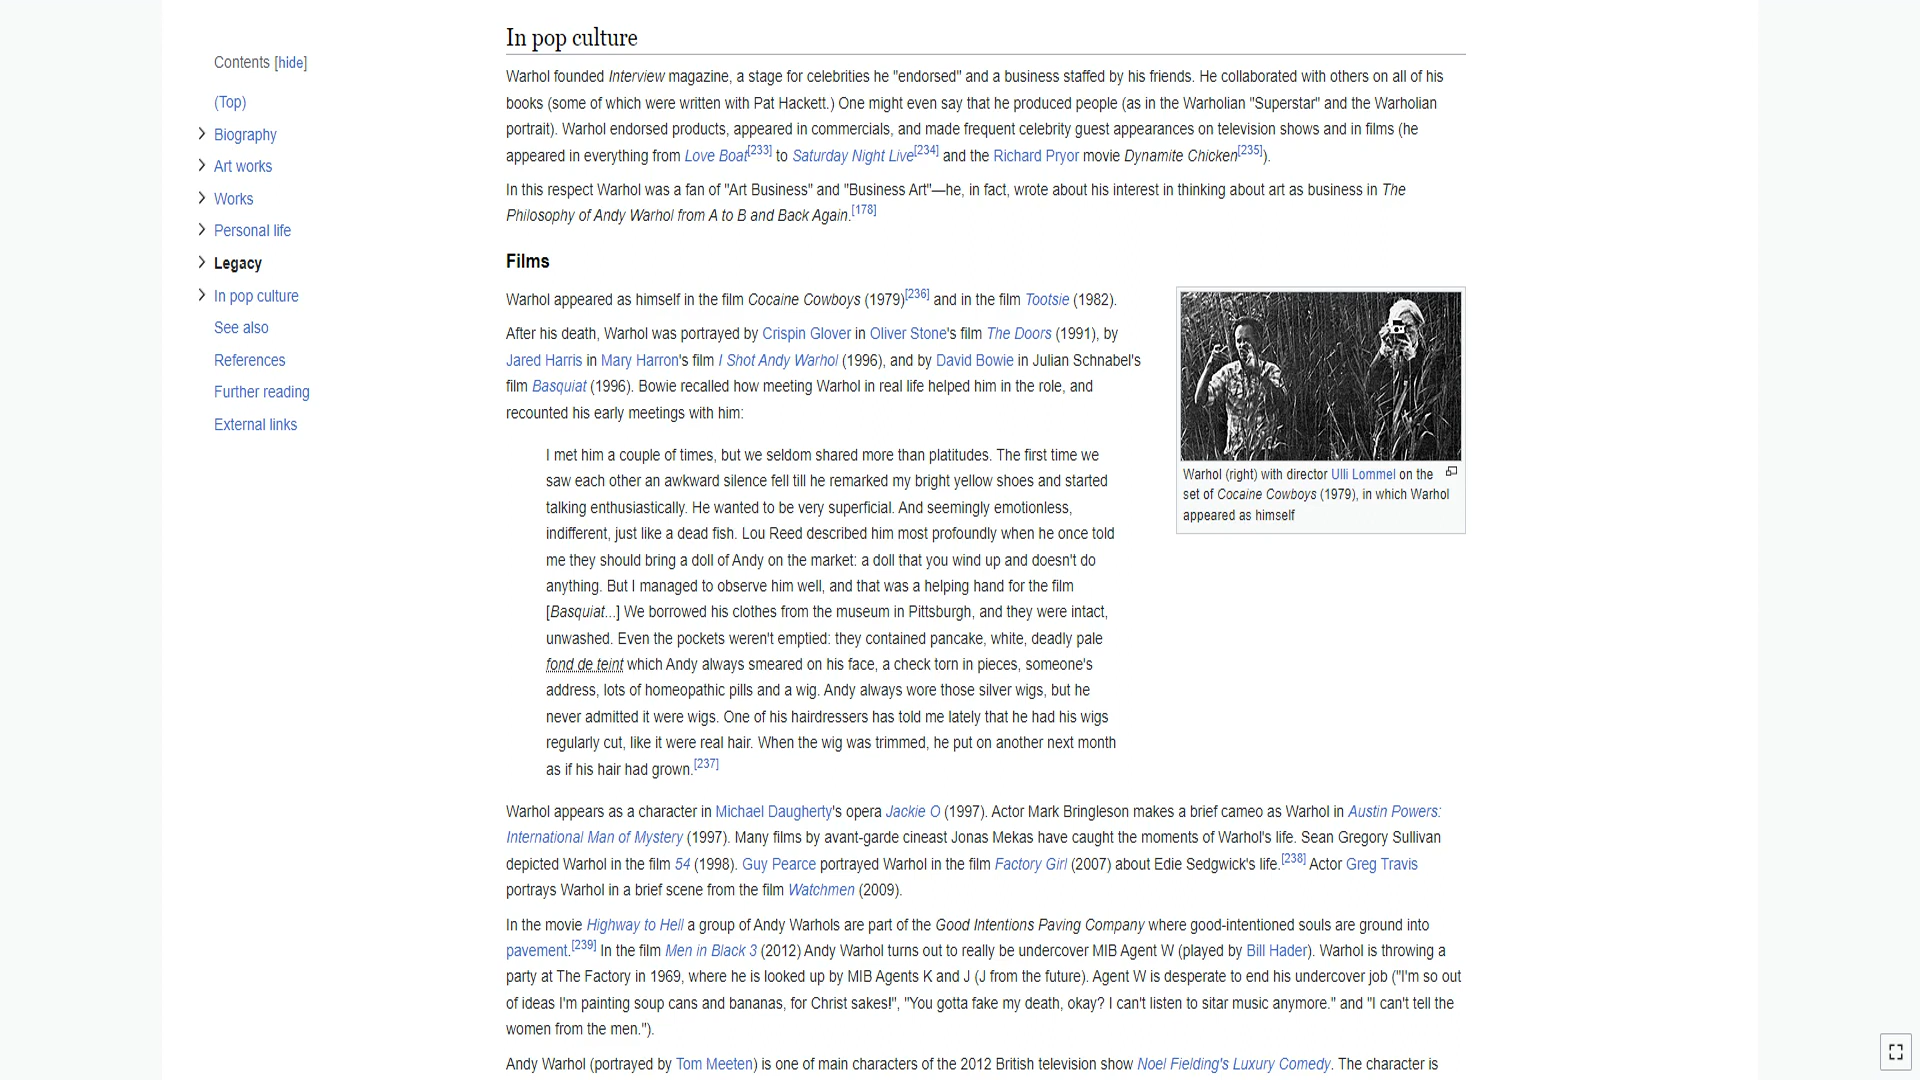 In pop culture
Contents [hide]
(Top)
Biography
Art works
Works
Personal life
Legacy
In pop culture
See also
References
Further reading
External links
Warhol founded Interview magazine, a stage for celebrities he "endorsed" and a business staffed by his friends. He collaborated with others on all of his
books (some of which were written with Pat Hackett.) One might even say that he produced people (as in the Warholian "Superstar" and the Warholian
portrait). Warhol endorsed products, appeared in commercials, and made frequent celebrity guest appearances on television shows and in films (he
appeared in everything from Love Boat[233] to Saturday Night Live[234] and the Richard Pryor movie Dynamite Chicken[235]).
In this respect Warhol was a fan of "Art Business" and "Business Art"—he, in fact, wrote about his interest in thinking about art as business in The
Philosophy of Andy Warhol from A to B and Back Again.[178]
Films
Warhol appeared as himself in the film Cocaine Cowboys (1979)[236] and in the film Tootsie (1982).
After his death, Warhol was portrayed by Crispin Glover in Oliver Stone's film The Doors (1991), by
Jared Harris in Mary Harron's film I Shot Andy Warhol (1996), and by David Bowie in Julian Schnabel's
film Basquiat (1996). Bowie recalled how meeting Warhol in real life helped him in the role, and
recounted his early meetings with him:
I met him a couple of times, but we seldom shared more than platitudes. The first time we
saw each other an awkward silence fell till he remarked my bright yellow shoes and started
talking enthusiastically. He wanted to be very superficial. And seemingly emotionless,
indifferent, just like a dead fish. Lou Reed described him most profoundly when he once told
me they should bring a doll of Andy on the market: a doll that you wind up and doesn't do
anything. But I managed to observe him well, and that was a helping hand for the film
[Basquiat...] We borrowed his clothes from the museum in Pittsburgh, and they were intact,
unwashed. Even the pockets weren't emptied: they contained pancake, white, deadly pale
fond de teint which Andy always smeared on his face, a check torn in pieces, someone's
address, lots of homeopathic pills and a wig. Andy always wore those silver wigs, but he
never admitted it were wigs. One of his hairdressers has told me lately that he had his wigs
regularly cut, like it were real hair. When the wig was trimmed, he put on another next month
as if his hair had grown.[237]
Warhol (right) with director Ulli Lommel on the
set of Cocaine Cowboys (1979), in which Warhol
appeared as himself
Warhol appears as a character in Michael Daugherty's opera Jackie O (1997). Actor Mark Bringleson makes a brief cameo as Warhol in Austin Powers:
International Man of Mystery (1997). Many films by avant-garde cineast Jonas Mekas have caught the moments of Warhol's life. Sean Gregory Sullivan
depicted Warhol in the film 54 (1998). Guy Pearce portrayed Warhol in the film Factory Girl (2007) about Edie Sedgwick's life.[238] Actor Greg Travis
portrays Warhol in a brief scene from the film Watchmen (2009).
In the movie Highway to Hell a group of Andy Warhols are part of the Good Intentions Paving Company where good-intentioned souls are ground into
pavement.[239] In the film Men in Black 3 (2012) Andy Warhol turns out to really be undercover MIB Agent W (played by Bill Hader). Warhol is throwing a
party at The Factory in 1969, where he is looked up by MIB Agents K and J (J from the future). Agent W is desperate to end his undercover job ("I'm so out
of ideas I'm painting soup cans and bananas, for Christ sakes!", "You gotta fake my death, okay? I can't listen to sitar music anymore." and "I can't tell the
women from the men.").
Andy Warhol (portrayed by Tom Meeten) is one of main characters of the 2012 British television show Noel Fielding's Luxury Comedy. The character is